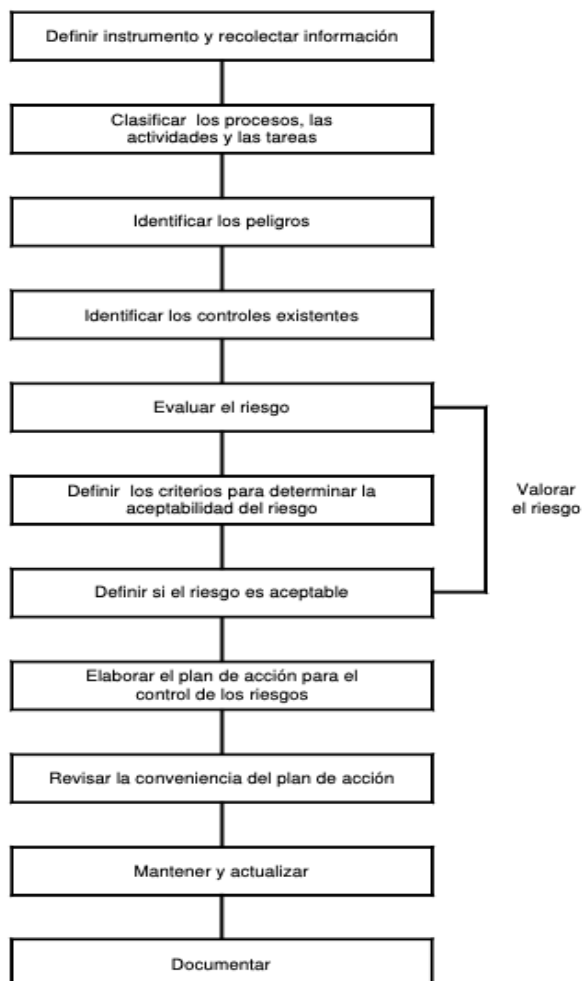 Definir instrumento y recolectar información
Clasificar los procesos, las
actividades y las tareas
Identificar los peligros
Identificar los controles existentes
Evaluar el riesgo
Definir los criterios para determinar la
aceptabilidad del riesgo
Valorar
el riesgo
Definir si el riesgo es aceptable
Elaborar el plan de acción para el
control de los riesgos
Revisar la conveniencia del plan de acción
Mantener y actualizar
Documentar